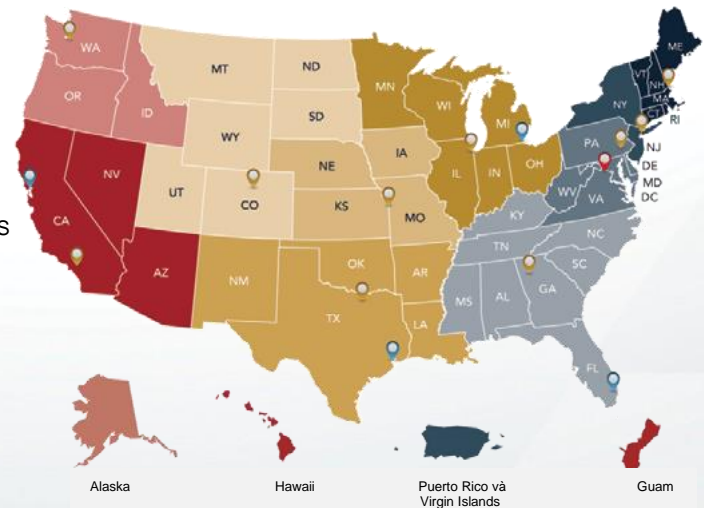 WA
OR
ID
MT
ND
SD
WY
UT
CO
NE
KS
IA
MO
MN
WI
MI
IL
IN
OH
CA
NV
AZ
NM
OK
TX
AR
LA
KY
TN
MS
AL
GA
FL
NC
SC
VA
WV
PA
NY
VT
NH
ME
MA
CT
RI
NJ
DE
MD
DC
S
Alaska
Hawaii
Puerto Rico và
Virgin Islands
Guam